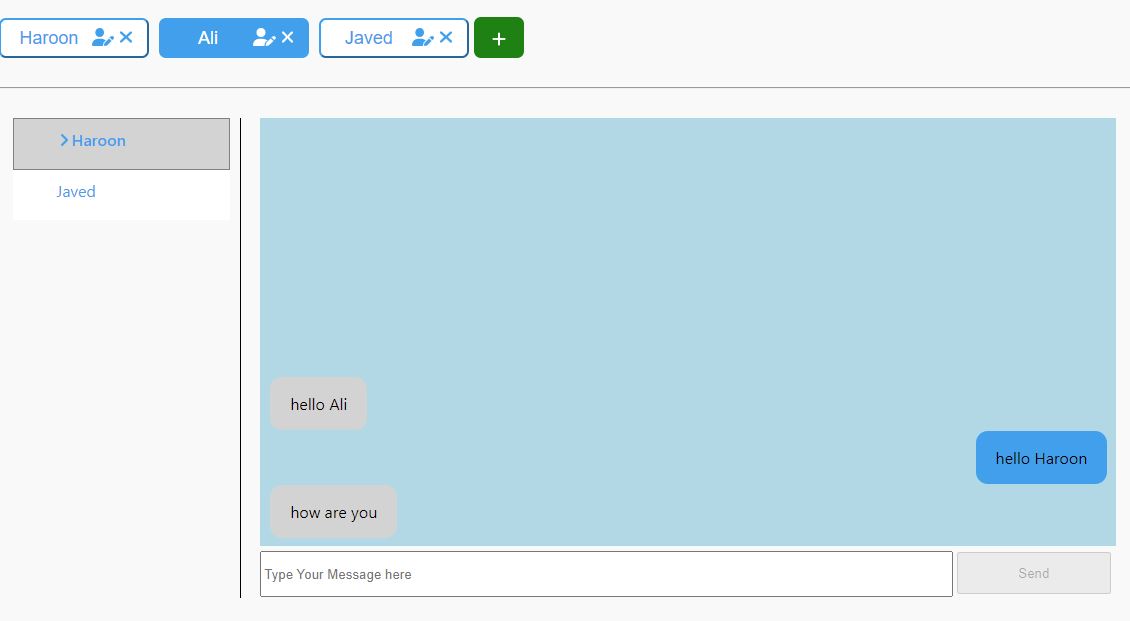 Haroon Ali Javed +
Haroon
Javed
hello Ali
hello Haroon
how are you
Type Your Message here Send